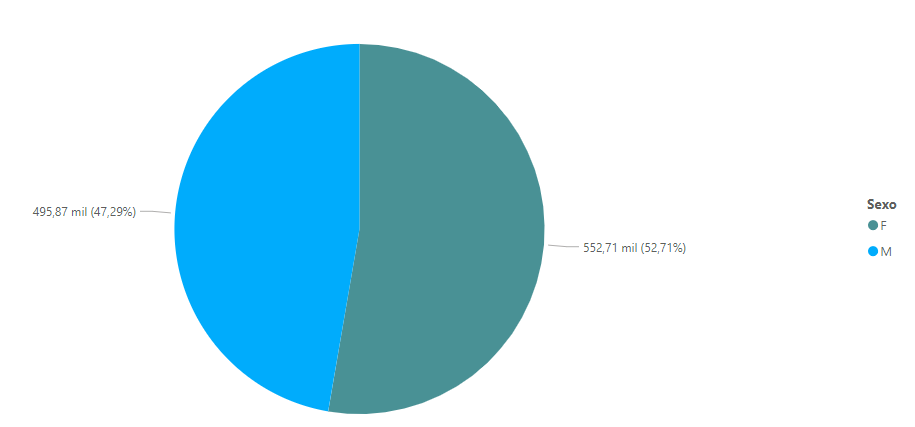 495,87 mil (47,29%)
552,71 mil (52,71%)
Sexo
F
M